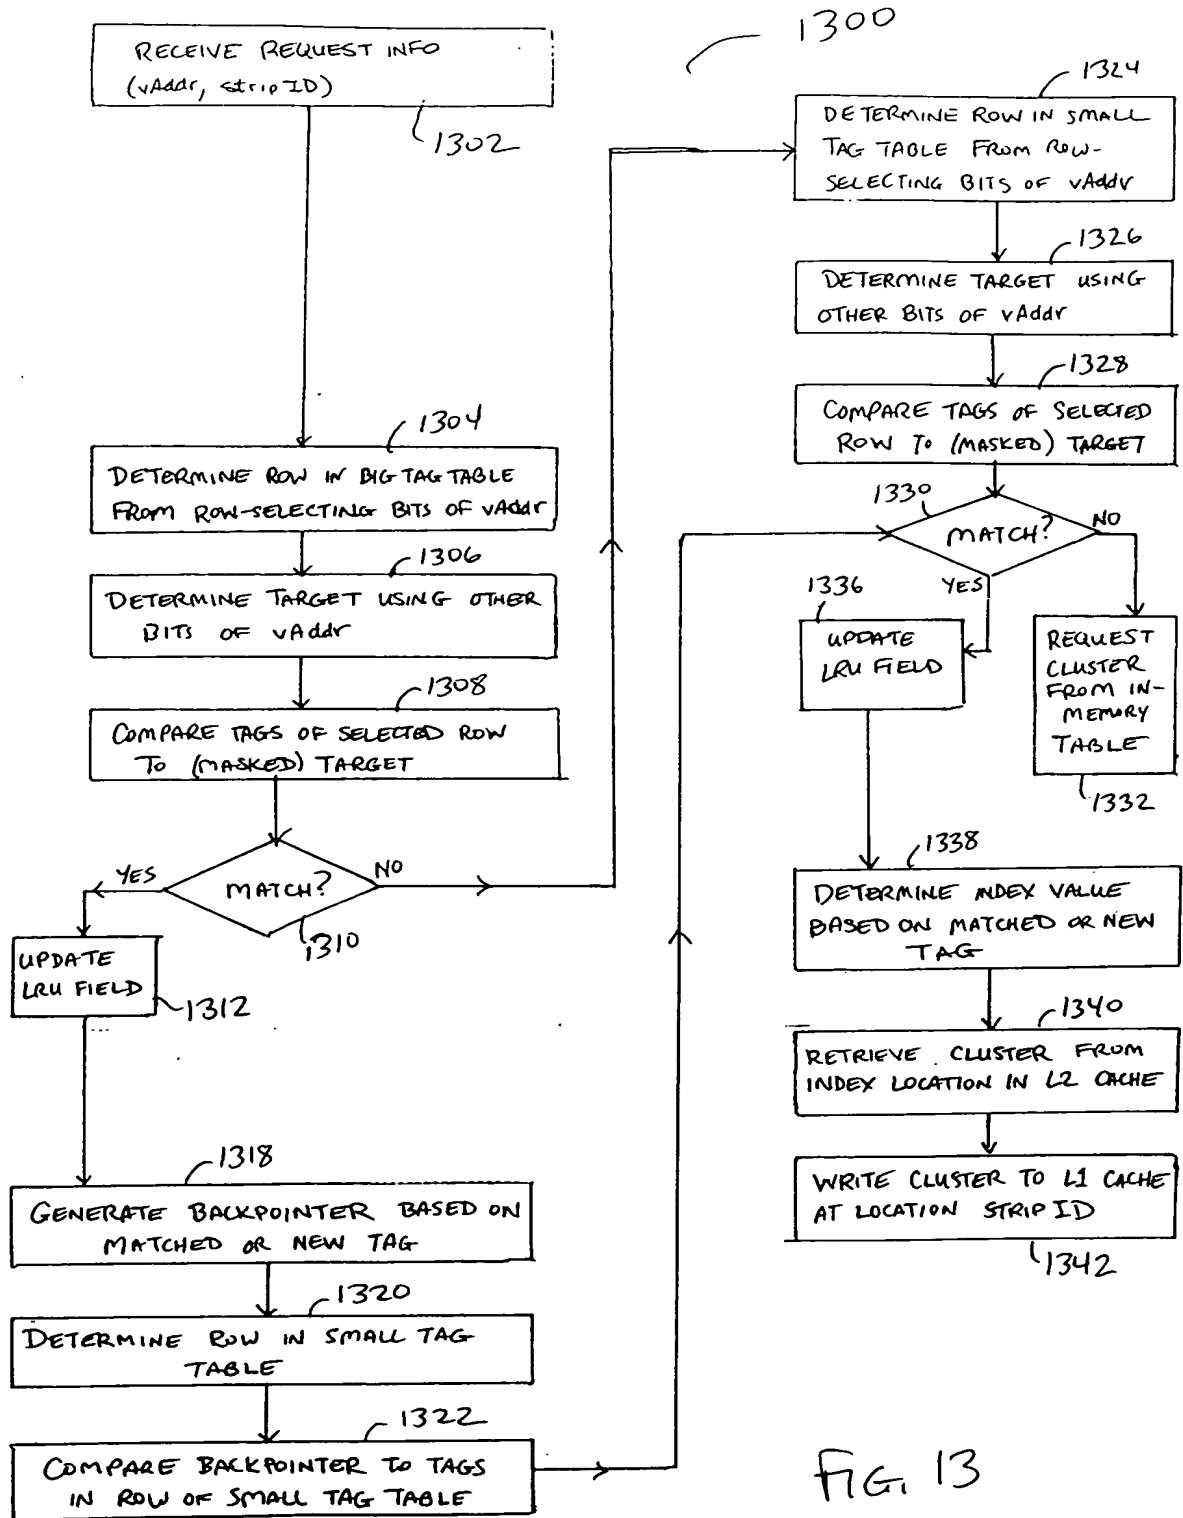 1300
RECEIVE REQUEST INFO
(vAddr, stripID)
1302
1304
DETERMINE ROW IN BIG TAG TABLE
FROM ROW-SELECTING BITS OF vAddr
1306
DETERMINE TARGET USING OTHER
BITS OF vAddr
1308
COMPARE TAGS OF SELECTED ROW
TO (MASKED) TARGET
YES
MATCH?
NO
1310
UPDATE
LRU FIELD
1312
1318
GENERATE BACKPOINTER BASED ON
MATCHED OR NEW TAG
1320
DETERMINE ROW IN SMALL TAG
TABLE
1322
COMPARE BACKPOINTER TO TAGS
IN ROW OF SMALL TAG TABLE
1324
DETERMINE ROW IN SMALL
TAG TABLE FROM ROW-
SELECTING BITS OF vAddr
1326
DETERMINE TARGET USING
OTHER BITS OF vAddr
1328
COMPARE TAGS OF SELECTED
ROW TO (MASKED) TARGET
1330
MATCH?
NO
YES
1336
UPDATE
LRU FIELD
REQUEST
CLUSTER
FROM IN-
MEMORY
TABLE
1332
1338
DETERMINE INDEX VALUE
BASED ON MATCHED OR NEW
TAG
1340
RETRIEVE CLUSTER FROM
INDEX LOCATION IN L2 CACHE
WRITE CLUSTER TO L1 CACHE
AT LOCATION STRIP ID
1342
FIG. 13